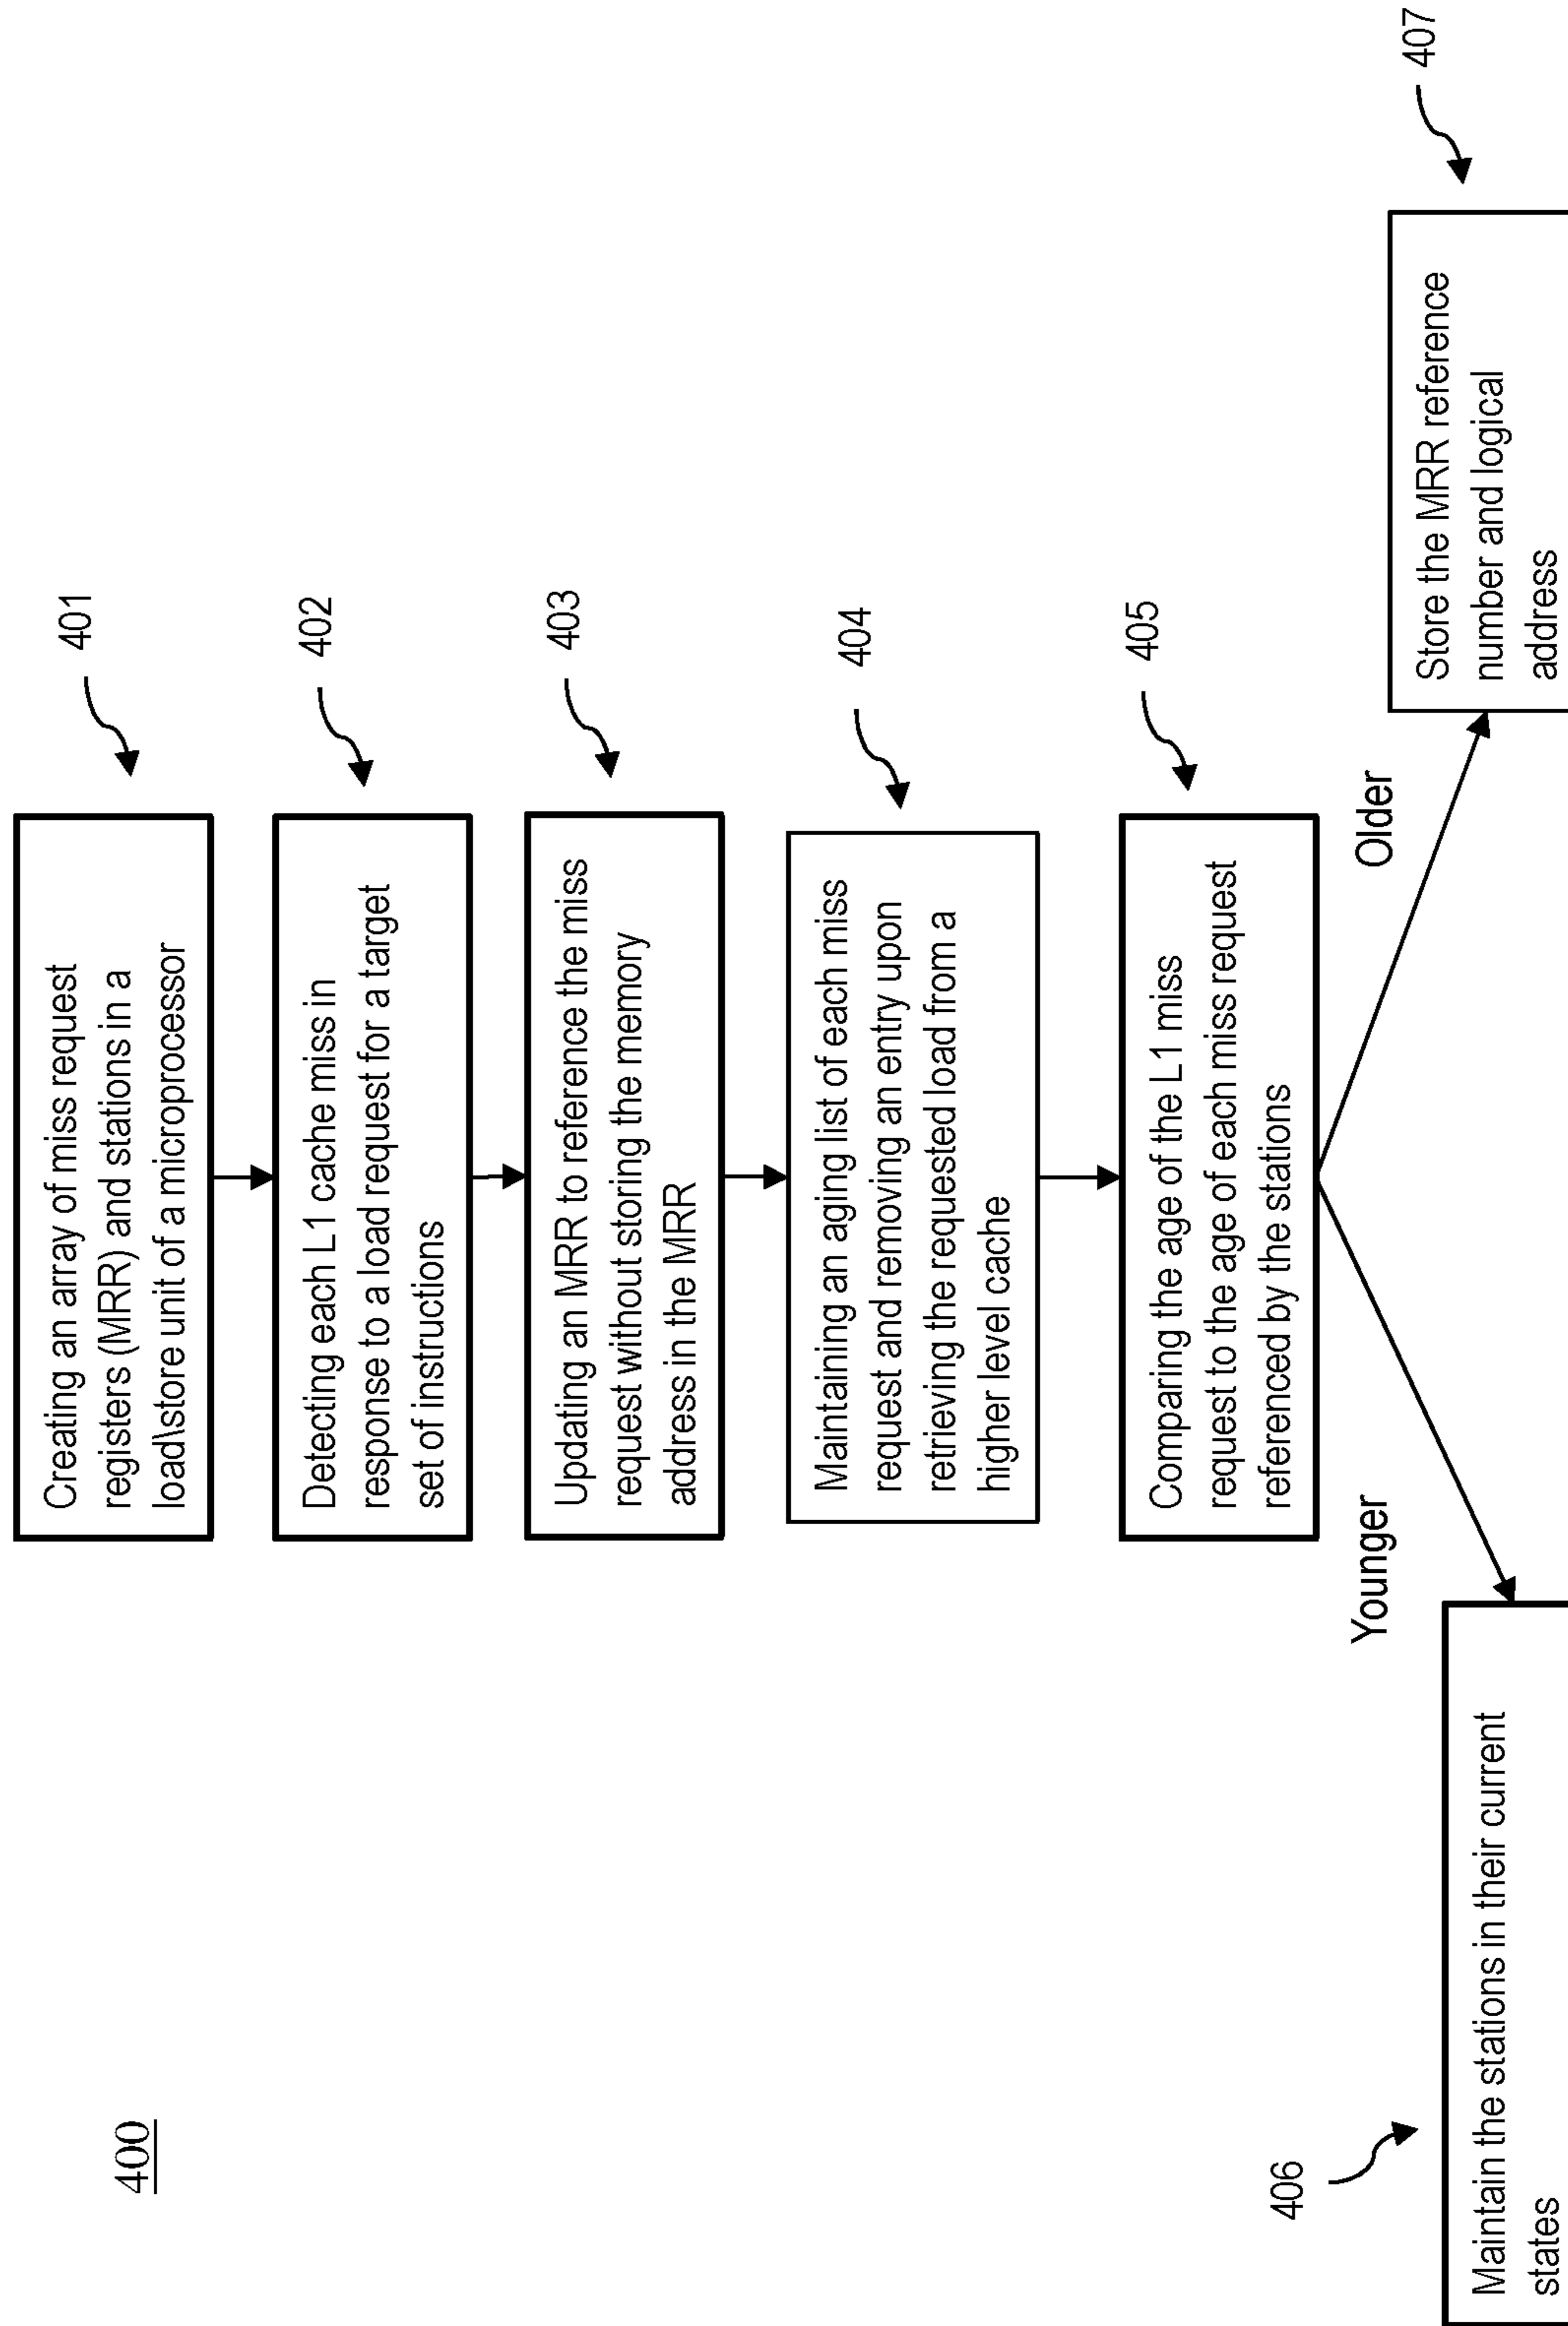 400
Creating an array of miss request
registers (MRR) and stations in a
load\store unit of a microprocessor
401
Detecting each L1 cache miss in
response to a load request for a target
set of instructions
402
Updating an MRR to reference the miss
request without storing the memory
address in the MRR
403
Maintaining an aging list of each miss
request and removing an entry upon
retrieving the requested load from a
higher level cache
404
Comparing the age of the L1 miss
request to the age of each miss request
referenced by the stations
405
Younger
Older
406
Maintain the stations in their current
states
407
Store the MRR reference
number and logical
address